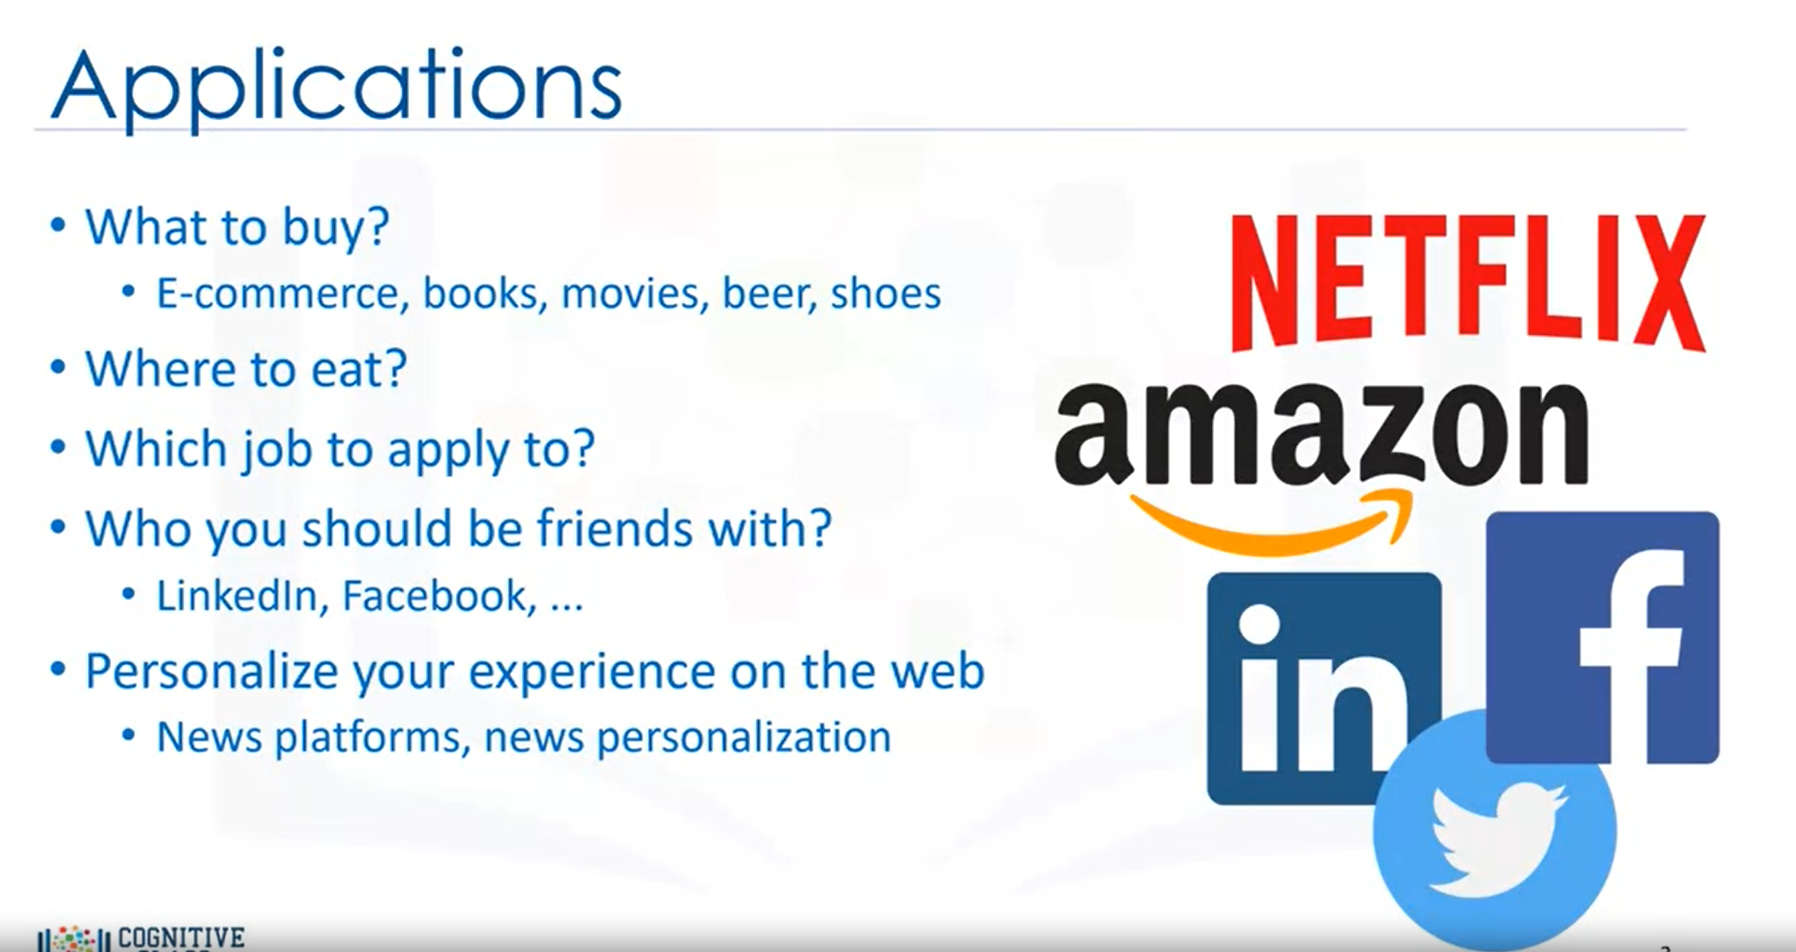 Applications
• What to buy?
• E-commerce, books, movies, beer, shoes
• Where to eat?
• Which job to apply to?
• Who you should be friends with?
• LinkedIn, Facebook, ...
• Personalize your experience on the web
• News platforms, news personalization
NETFLIX
amazon
in
f
COGNITIVE